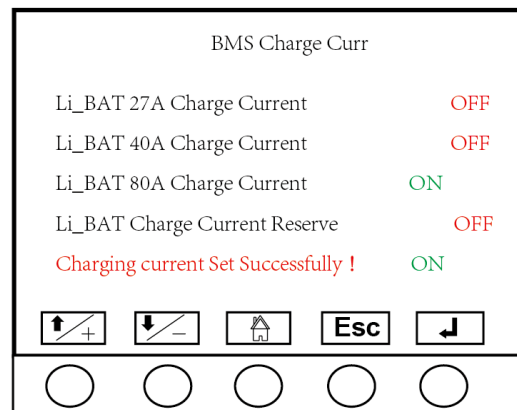 BMS Charge Curr
Li_BAT 27A Charge Current OFF
Li_BAT 40A Charge Current OFF
Li_BAT 80A Charge Current ON
Li_BAT Charge Current Reserve OFF
Charging current Set Successfully！ ON
+ - Esc